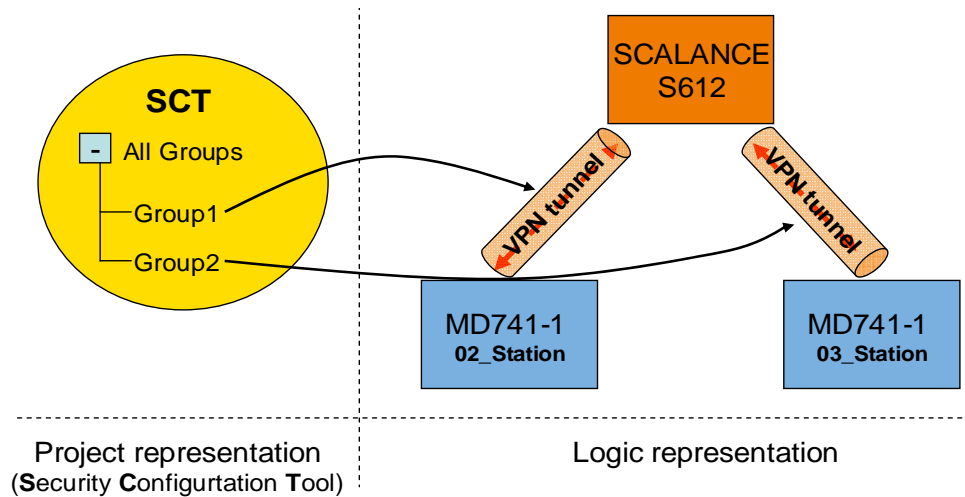 SCT
-
All Groups
Group1
Group2
SCALANCE
S612
VPN tunnel
VPN tunnel
MD741-1
02_Station
MD741-1
03_Station
Project representation
(Security Configurtation Tool)
Logic representation